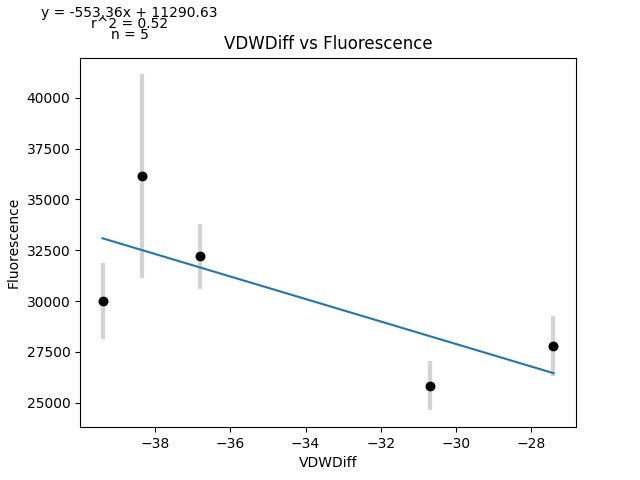 y = -553.36x + 11290.63
r^2 = 0.52
n = 5
VDWDiff vs Fluorescence
40000
37500
35000
32500
30000
27500
25000
Fluorescence
−38 −36 −34 −32 −30 −28
VDWDiff